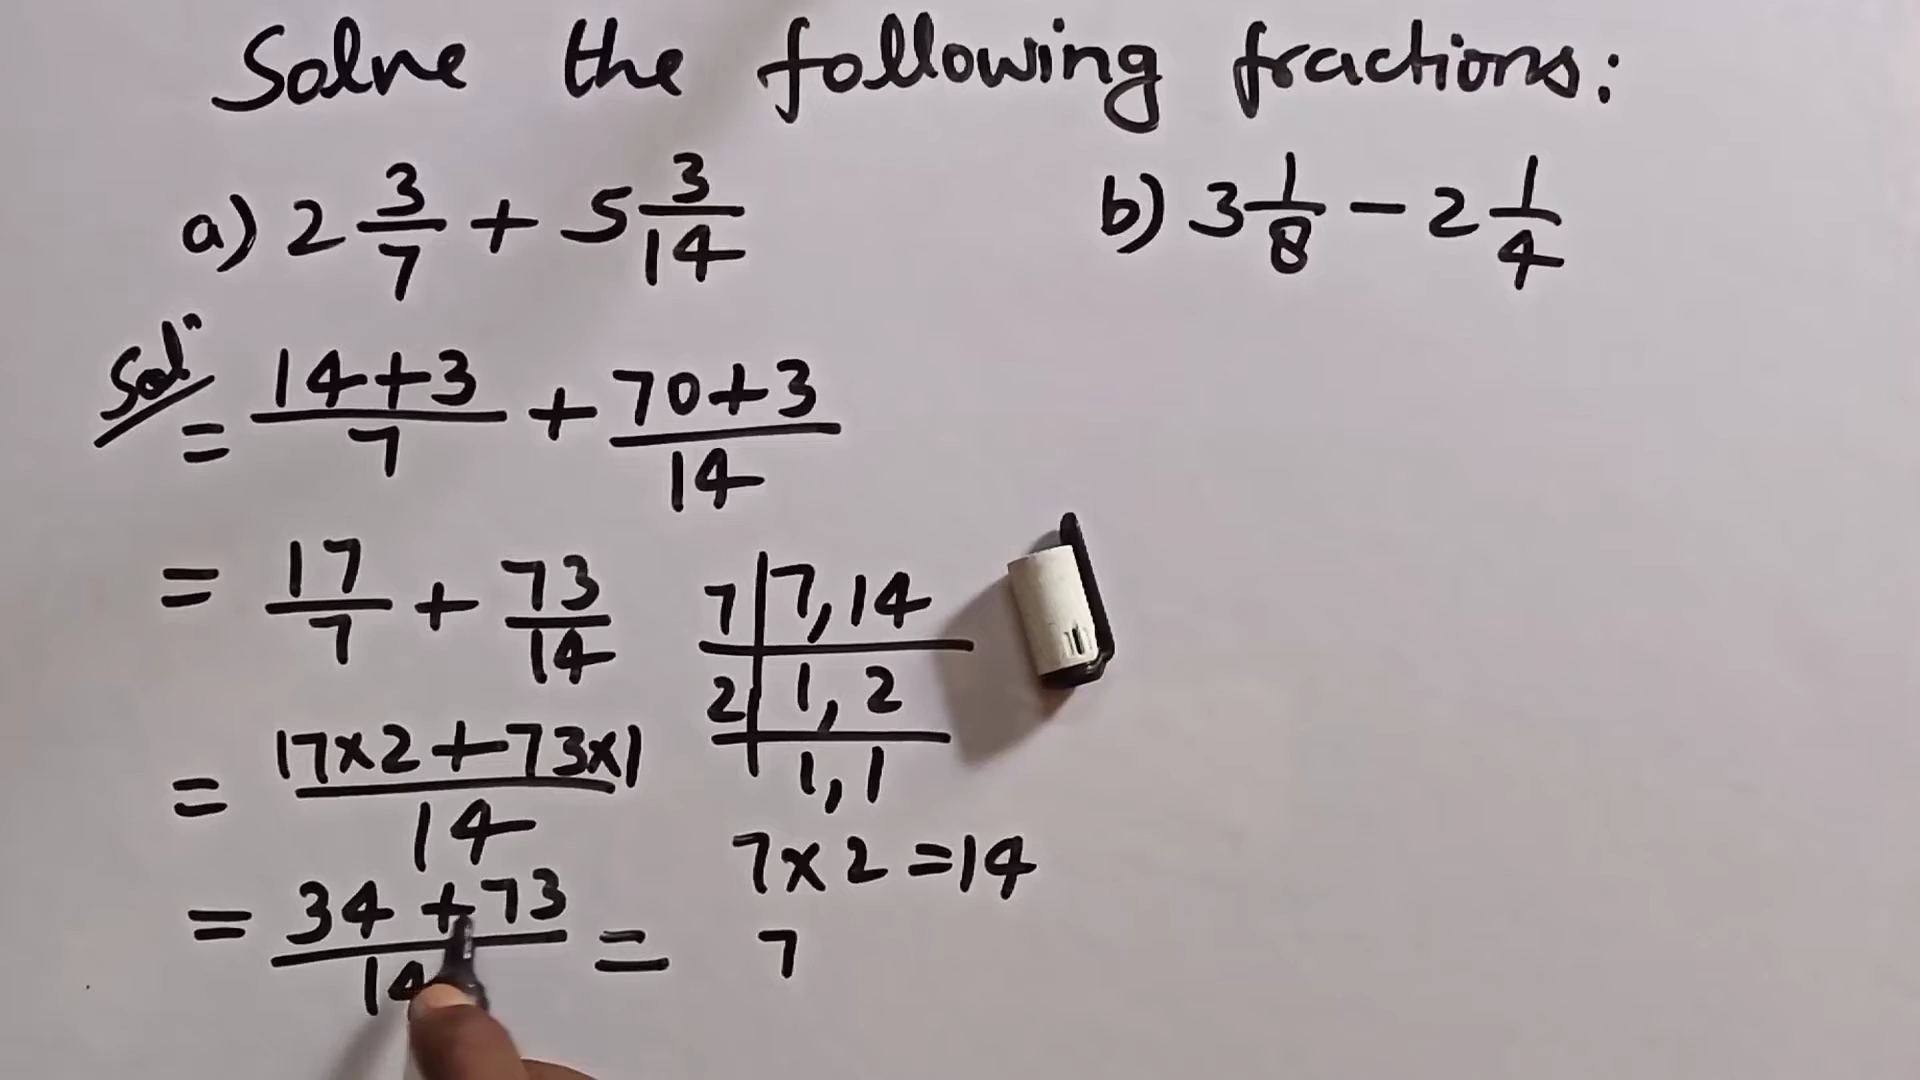 Solve the following fractions:
a) 2 3/7 + 5 3/14
b) 3 1/8 - 2 1/4
Solⁿ
= 14+3/7 + 70+3/14
= 17/7 + 73/14
7 | 7, 14
2 | 1, 2
1, 1
= 17×2+73×1/14
7×2=14
= 34+73/14 = 7